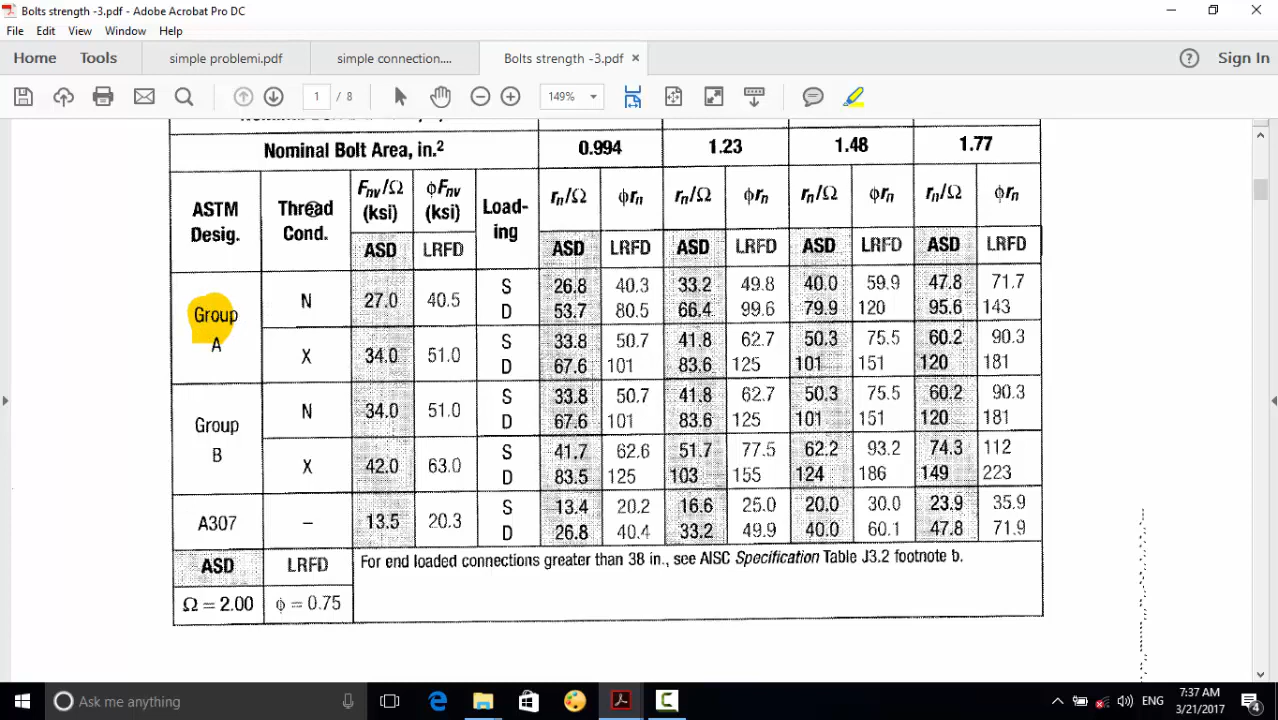 Bolts strength -3.pdf - Adobe Acrobat Pro DC
File Edit View Window Help
Home Tools simple problemi.pdf simple connection.... Bolts strength -3.pdf × ? Sign In
1 / 8 149%
Nominal Bolt Area, in.2 0.994 1.23 1.48 1.77
ASTM Desig. Thread Cond. Fnv/Ω (ksi) ϕFnv (ksi) Load-ing rn/Ω ϕrn rn/Ω ϕrn rn/Ω ϕrn rn/Ω ϕrn
ASD LRFD ASD LRFD ASD LRFD ASD LRFD ASD LRFD
Group A N 27.0 40.5 S 26.8 40.3 33.2 49.8 40.0 59.9 47.8 71.7
D 53.7 80.5 66.4 99.6 79.9 120 95.6 143
X 34.0 51.0 S 33.8 50.7 41.8 62.7 50.3 75.5 60.2 90.3
D 67.6 101 83.6 125 101 151 120 181
Group B N 34.0 51.0 S 33.8 50.7 41.8 62.7 50.3 75.5 60.2 90.3
D 67.6 101 83.6 125 101 151 120 181
X 42.0 63.0 S 41.7 62.6 51.7 77.5 62.2 93.2 74.3 112
D 83.5 125 103 155 124 186 149 223
A307 – 13.5 20.3 S 13.4 20.2 16.6 25.0 20.0 30.0 23.9 35.9
D 26.8 40.4 33.2 49.9 40.0 60.1 47.8 71.9
ASD LRFD For end loaded connections greater than 38 in., see AISC Specification Table J3.2 footnote b.
Ω = 2.00 ϕ = 0.75
Ask me anything ENG 7:37 AM
3/21/2017 4